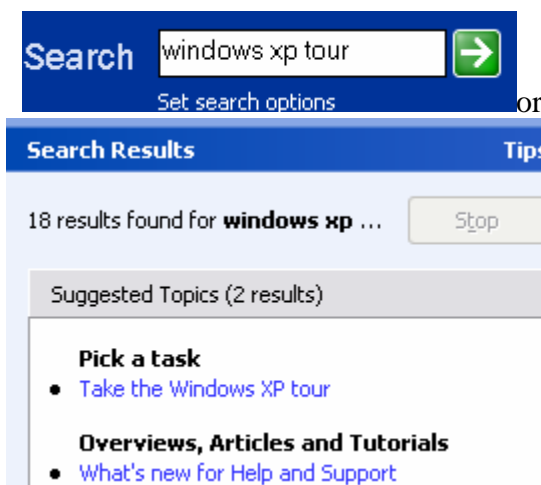 Search windows xp tour
Set search options
or
Search Results Tips
18 results found for windows xp ... Stop
Suggested Topics (2 results)
Pick a task
• Take the Windows XP tour
Overviews, Articles and Tutorials
• What's new for Help and Support